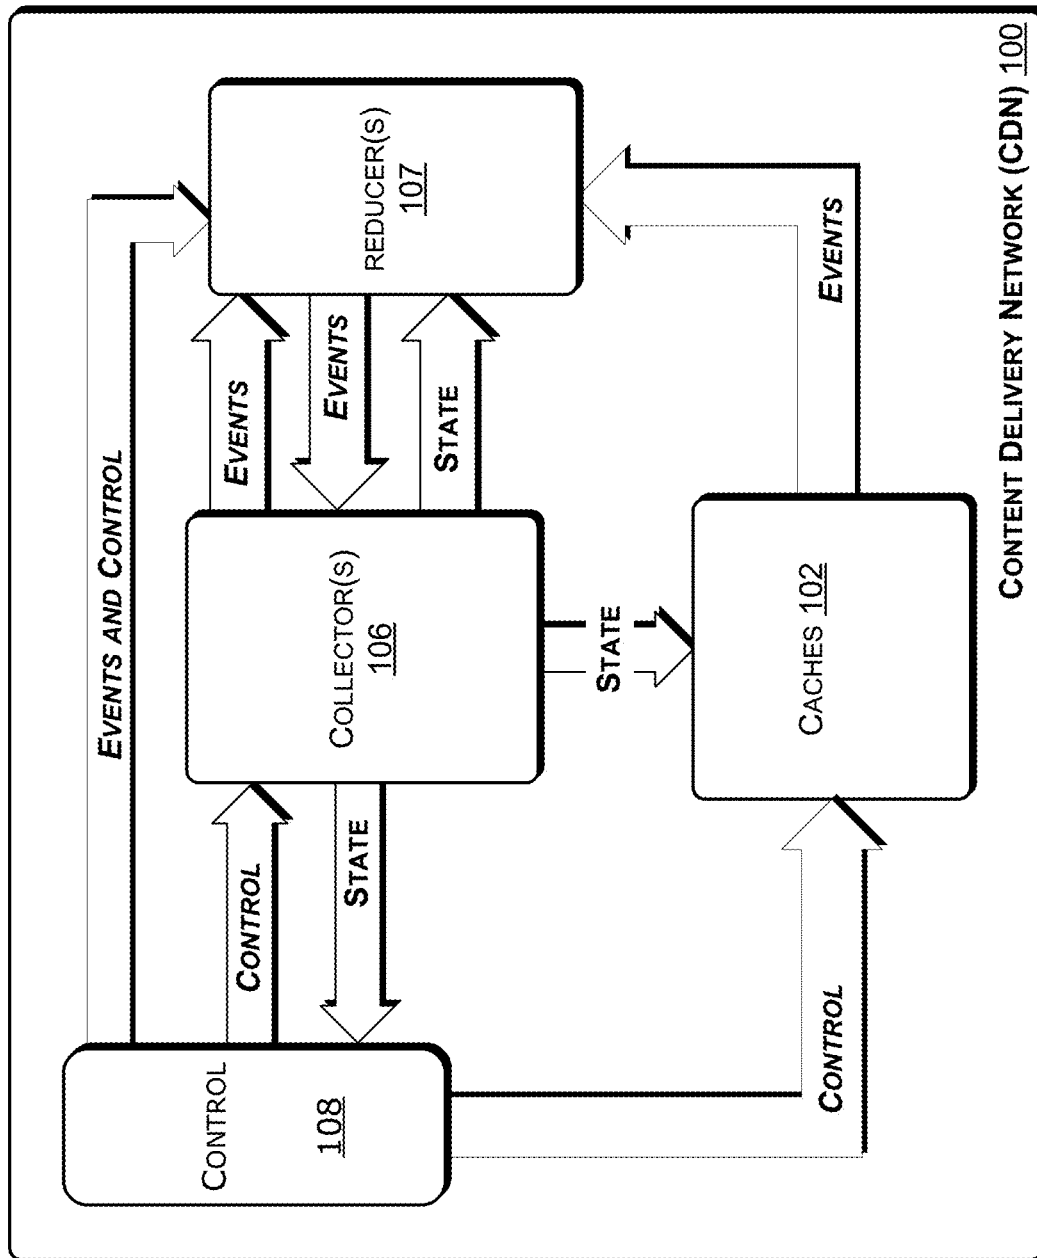 CONTROL
108
EVENTS AND CONTROL
CONTROL
STATE
COLLECTOR(S)
106
EVENTS
EVENTS
STATE
REDUCER(S)
107
STATE
CONTROL
CACHES 102
EVENTS
CONTENT DELIVERY NETWORK (CDN) 100